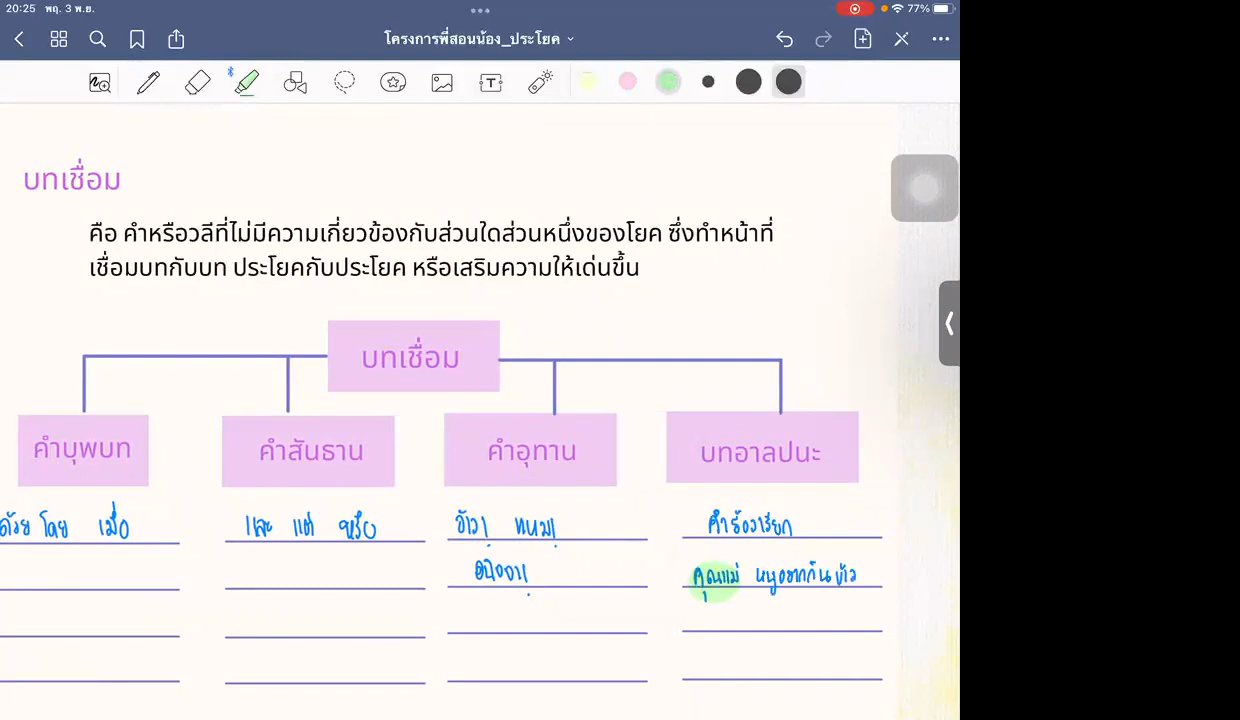 20:25 พฤ. 3 พ.ย.
77%
โครงการพี่สอนน้อง_ประโยค
บทเชื่อม
คือ คำหรือวลีที่ไม่มีความเกี่ยวข้องกับส่วนใดส่วนหนึ่งของโยค ซึ่งทำหน้าที่
เชื่อมบทกับบท ประโยคกับประโยค หรือเสริมความให้เด่นขึ้น
บทเชื่อม
คำบุพบท คำสันธาน คำอุทาน บทอาลปนะ
ด้วย โดย เมื่อ และ แต่ หรือ ว้าว! แหม! คำร้องเรียก
คุณแม่ หนูอยากกินข้าว